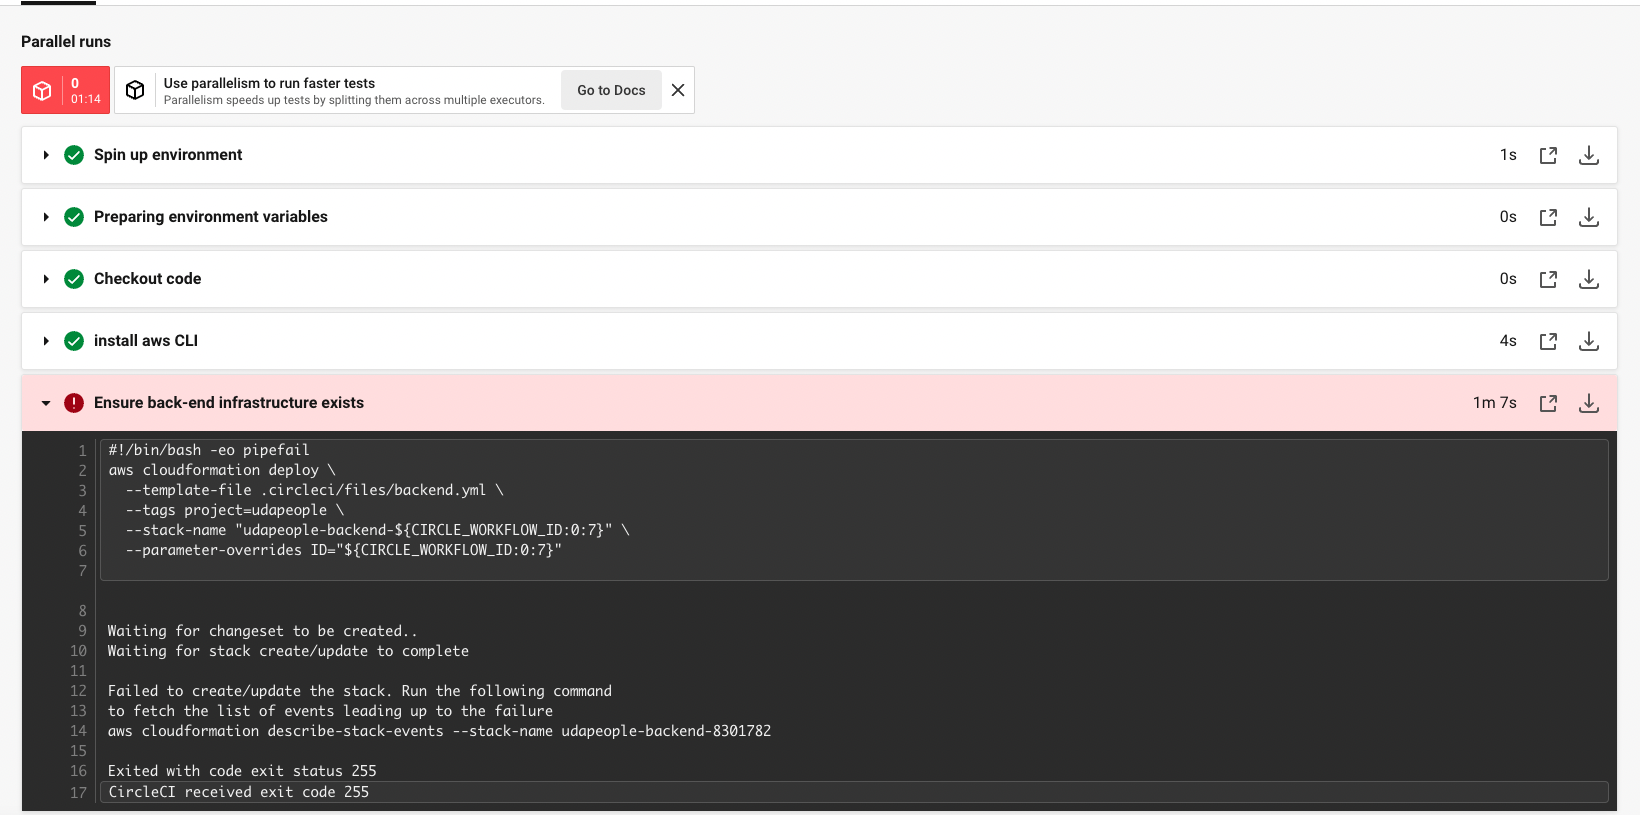 Parallel runs
0
01:14
Use parallelism to run faster tests
Parallelism speeds up tests by splitting them across multiple executors.
Go to Docs
Spin up environment
1s
Preparing environment variables
0s
Checkout code
0s
install aws CLI
4s
Ensure back-end infrastructure exists
1m 7s
1 #!/bin/bash -eo pipefail
2 aws cloudformation deploy \
3   --template-file .circleci/files/backend.yml \
4   --tags project=udapeople \
5   --stack-name "udapeople-backend-${CIRCLE_WORKFLOW_ID:0:7}" \
6   --parameter-overrides ID="${CIRCLE_WORKFLOW_ID:0:7}"
7
8
9 Waiting for changeset to be created..
10 Waiting for stack create/update to complete
11
12 Failed to create/update the stack. Run the following command
13 to fetch the list of events leading up to the failure
14 aws cloudformation describe-stack-events --stack-name udapeople-backend-8301782
15
16 Exited with code exit status 255
17 CircleCI received exit code 255